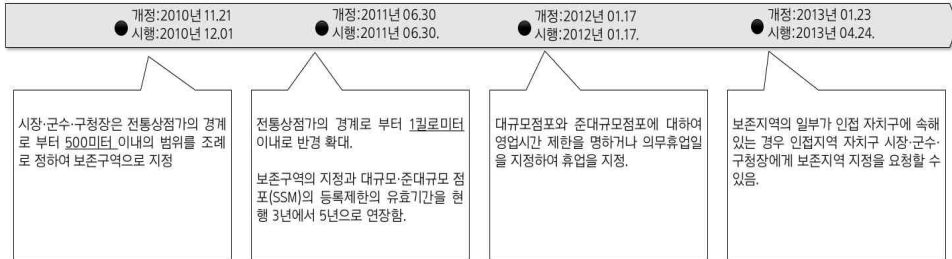 개정:2010년 11.21
시행:2010년 12.01
개정:2011년 06.30
시행:2011년 06.30.
개정:2012년 01.17
시행:2012년 01.17.
개정:2013년 01.23
시행:2013년 04.24.
시장·군수·구청장은 전통상점가의 경계
로 부터 500미터 이내의 범위를 조례
로 정하여 보존구역으로 지정
전통상점가의 경계로 부터 1킬로미터
이내로 반경 확대.
보존구역의 지정과 대규모·준대규모 점
포(SSM)의 등록제한의 유효기간을 현
행 3년에서 5년으로 연장함.
대규모점포와 준대규모점포에 대하여
영업시간 제한을 명하거나 의무휴업일
을 지정하여 휴업을 지정.
보존지역의 일부가 인접 자치구에 속해
있는 경우 인접지역 자치구 시장·군수·
구청장에게 보존지역 지정을 요청할 수
있음.